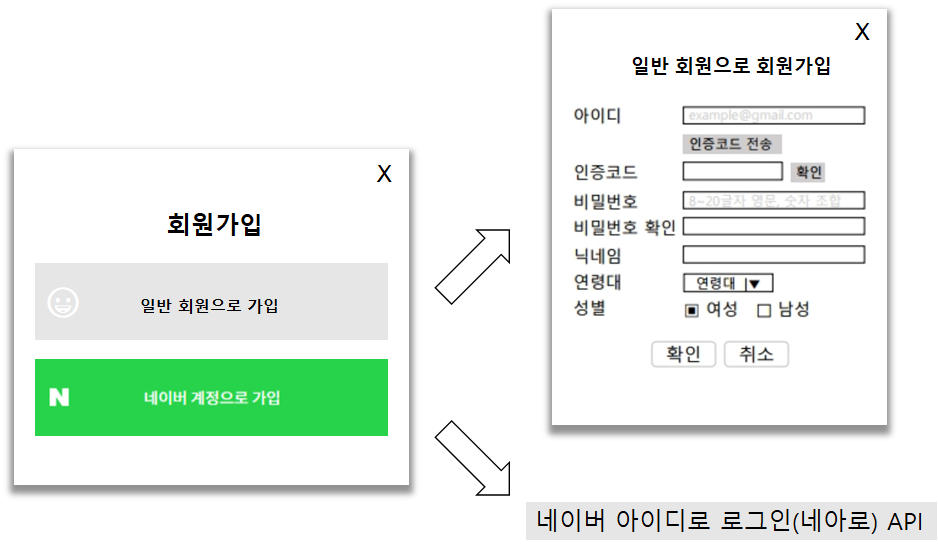 X
회원가입
일반 회원으로 가입
N 네이버 계정으로 가입
X
일반 회원으로 회원가입
아이디 example@gmail.com
인증코드 전송
인증코드 확인
비밀번호 8~20글자 영문, 숫자 조합
비밀번호 확인
닉네임
연령대 연령대
성별 여성 남성
확인 취소
네이버 아이디로 로그인(네아로) API